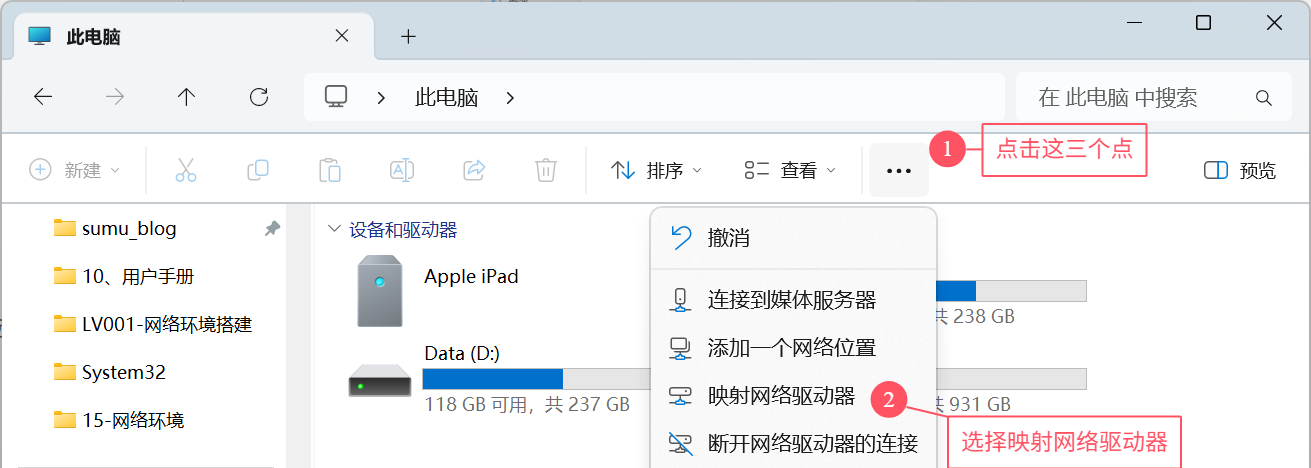 此电脑
此电脑
在 此电脑 中搜索
1 点击这三个点
新建
排序
查看
预览
sumu_blog
10、用户手册
LV001-网络环境搭建
System32
15-网络环境
设备和驱动器
Apple iPad
共 238 GB
Data (D:)
118 GB 可用，共 237 GB
共 931 GB
撤消
连接到媒体服务器
添加一个网络位置
映射网络驱动器
2 选择映射网络驱动器
断开网络驱动器的连接